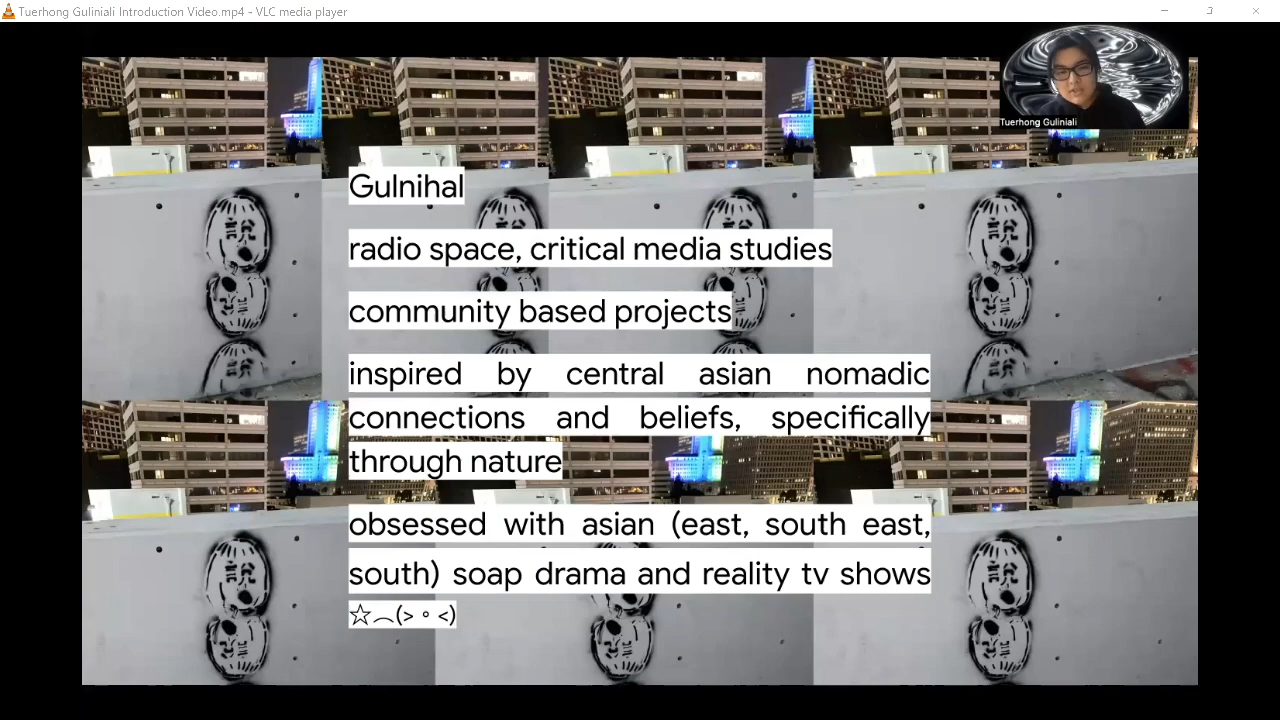 Tuerhong Guliniali Introduction Video.mp4 - VLC media player
Tuerhong Guliniali
Gulnihal
radio space, critical media studies
community based projects
inspired by central asian nomadic
connections and beliefs, specifically
through nature
obsessed with asian (east, south east,
south) soap drama and reality tv shows
☆⌒(> ∘ <)